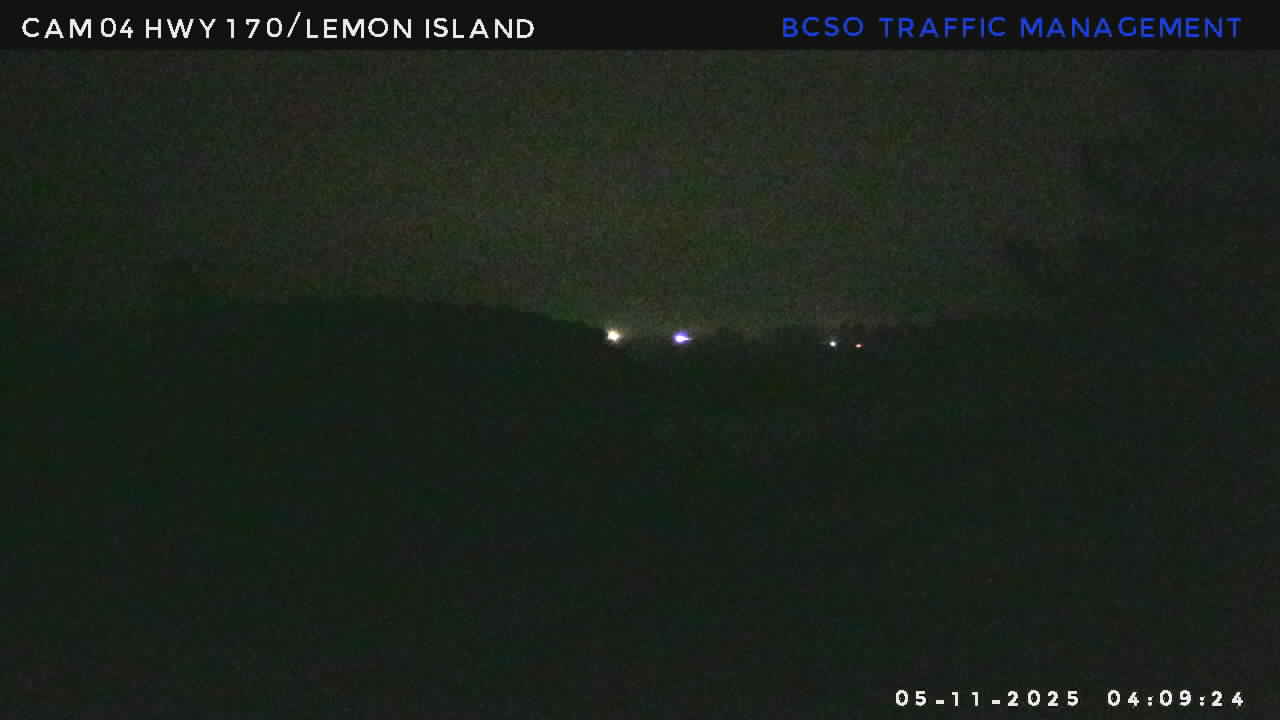 CAM04 HWY 170/LEMON ISLAND
BCSO TRAFFIC MANAGEMENT
05-11-2025 04:09:24